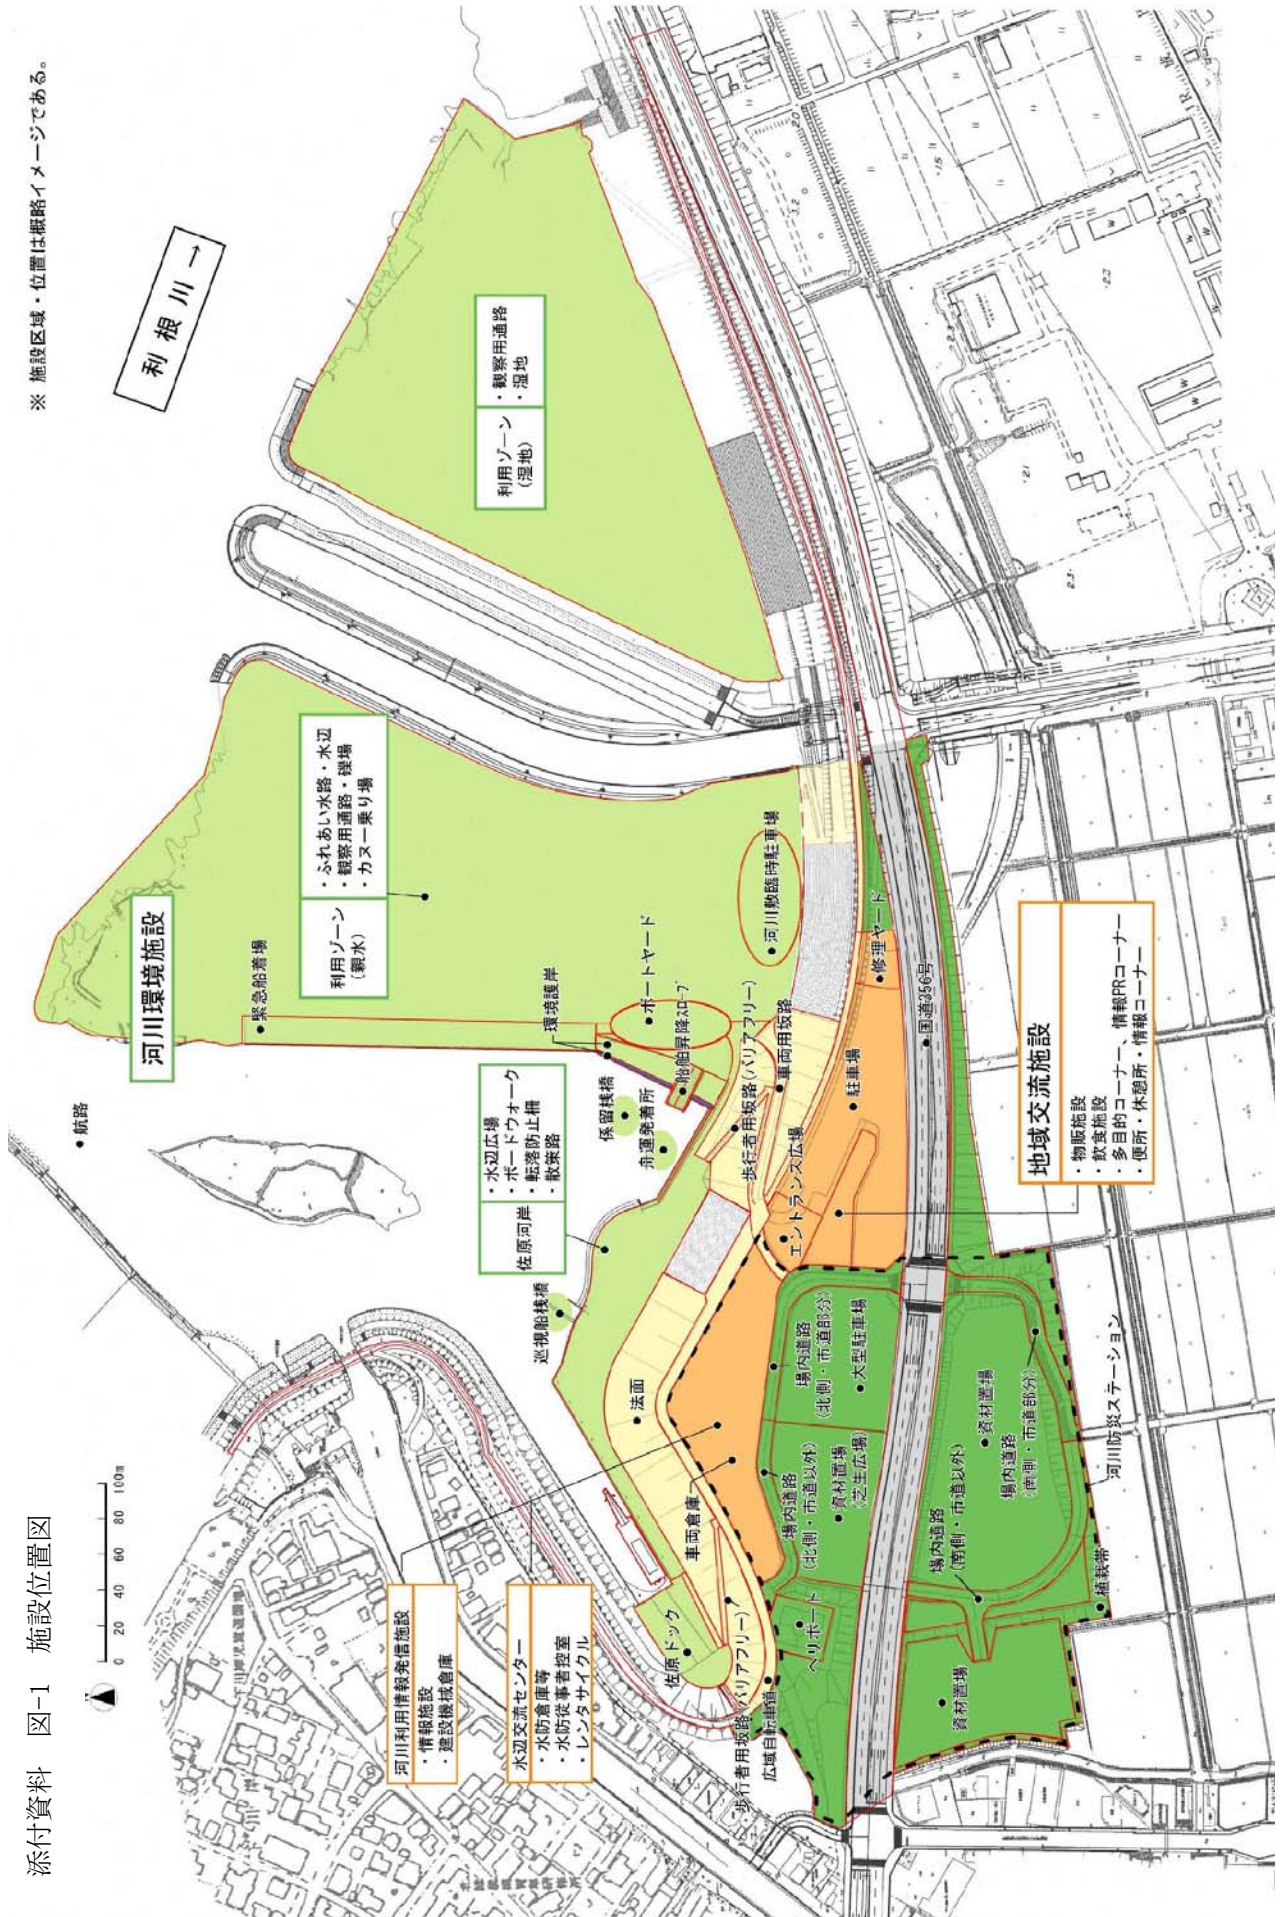 添付資料　図-1　施設位置図
※ 施設区域・位置は概略イメージである。
0 20 40 60 80 100m
利 根 川 →
・航路
河川環境施設
緊急船着場
利用ゾーン
(親水)
・ふれあい水路・水辺
・観察用通路・礫場
・カヌー乗り場
利用ゾーン
(湿地)
・観察用通路
・湿地
佐原河岸
・水辺広場
・ボードウォーク
・転落防止柵
・散策路
巡視船桟橋
係留桟橋
舟運発着所
環境護岸
ボートヤード
船舶昇降スロープ
河川敷臨時駐車場
歩行者用坂路(バリアフリー)
車両用坂路
エントランス広場
駐車場
修理ヤード
国道356号
地域交流施設
・物販施設
・飲食施設
・多目的コーナー、情報PRコーナー
・便所・休憩所・情報コーナー
河川利用情報発信施設
・情報施設
・建設機械倉庫
水辺交流センター
・水防倉庫等
・水防従事者控室
・レンタサイクル
法面
佐原ドック
車両倉庫
歩行者用坂路(バリアフリー)
広域自転車道
場内道路
(北側・市道部分)
大型駐車場
場内道路
(北側・市道以外)
資材置場
(芝生広場)
ヘリポート
資材置場
場内道路
(南側・市道部分)
場内道路
(南側・市道以外)
資材置場
植栽帯
河川防災ステーション